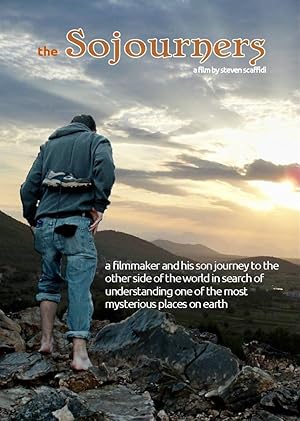 the Sojourners
a film by steven scaffidi
a filmmaker and his son journey to the
other side of the world in search of
understanding one of the most
mysterious places on earth